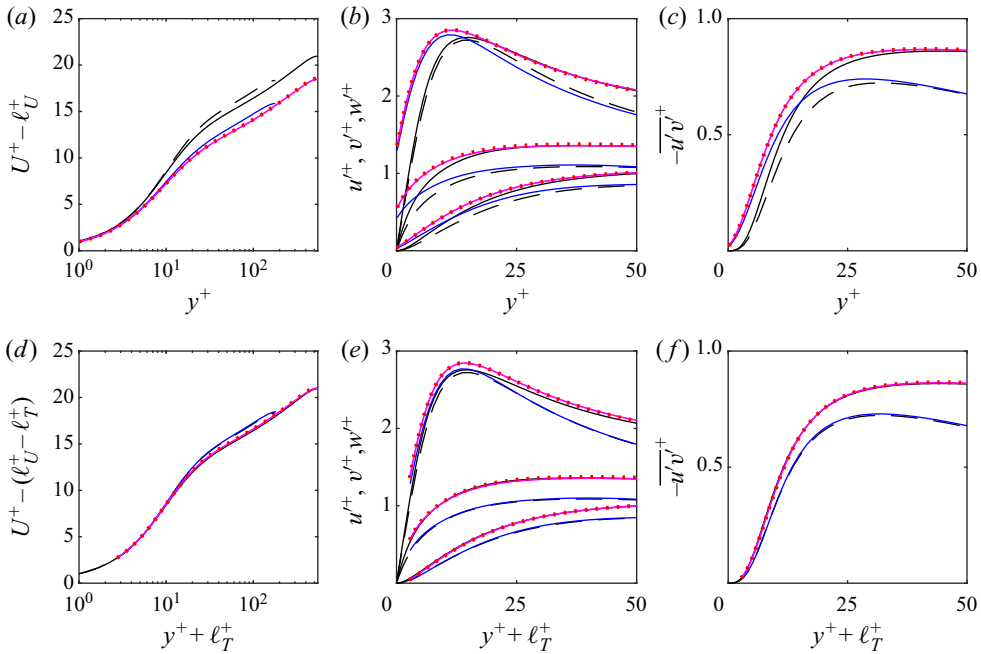 (a) (b) (c)
25 20 15 10 5 0
U⁺ − ℓ_U⁺
10⁰ 10¹ 10²
y⁺
3 2 1
u′⁺, v′⁺, w′⁺
0 25 50
y⁺
1.0 0.5
−u′v′⁺
0 25 50
y⁺
(d) (e) (f)
25 20 15 10 5 0
U⁺ − (ℓ_U⁺ − ℓ_T⁺)
10⁰ 10¹ 10²
y⁺ + ℓ_T⁺
3 2 1
u′⁺, v′⁺, w′⁺
0 25 50
y⁺ + ℓ_T⁺
1.0 0.5
−u′v′⁺
0 25 50
y⁺ + ℓ_T⁺